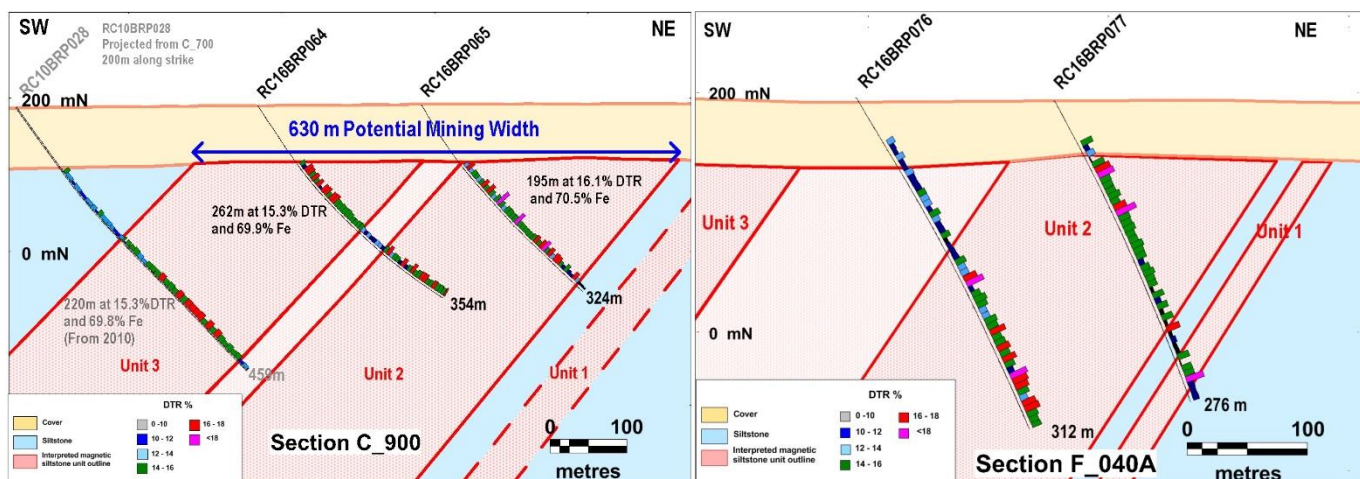 SW
RC10BRP028
RC10BRP028
Projected from C_700
200m along strike
RC16BRP064
RC16BRP065
NE
200 mN
630 m Potential Mining Width
262m at 15.3% DTR
and 69.9% Fe
195m at 16.1% DTR
and 70.5% Fe
0 mN
220m at 15.3%DTR
and 69.8% Fe
(From 2010)
354m
324m
459m
Unit 3
Unit 2
Unit 1
Cover
Siltstone
Interpreted magnetic
siltstone unit outline
DTR %
0 -10
10 - 12
12 - 14
14 - 16
16 - 18
<18
Section C_900
0
100
metres
SW
RC16BRP076
RC16BRP077
NE
200 mN
Unit 3
Unit 2
Unit 1
0 mN
312 m
276 m
Cover
Siltstone
Interpreted magnetic
siltstone unit outline
DTR %
0 -10
10 - 12
12 - 14
14 - 16
16 - 18
<18
Section F_040A
0
100
metres